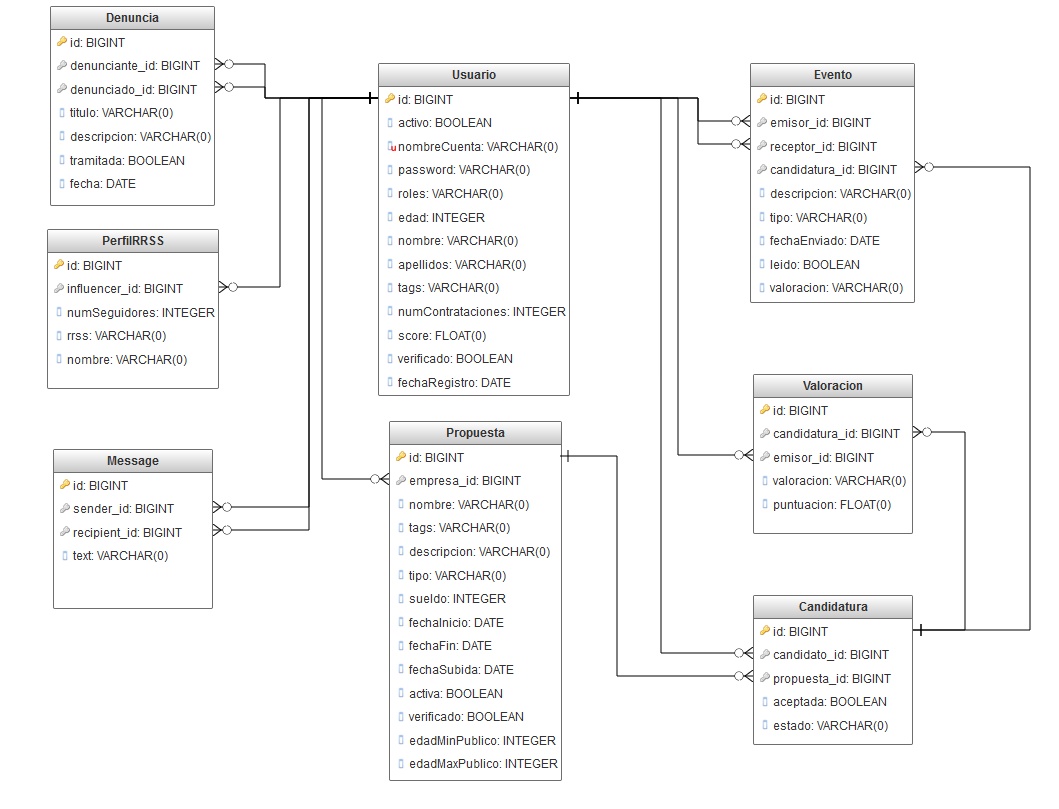 Denuncia
id: BIGINT
denunciante_id: BIGINT
denunciado_id: BIGINT
titulo: VARCHAR(0)
descripcion: VARCHAR(0)
tramitada: BOOLEAN
fecha: DATE
PerfilRRSS
id: BIGINT
influencer_id: BIGINT
numSeguidores: INTEGER
rrss: VARCHAR(0)
nombre: VARCHAR(0)
Message
id: BIGINT
sender_id: BIGINT
recipient_id: BIGINT
text: VARCHAR(0)
Usuario
id: BIGINT
activo: BOOLEAN
nombreCuenta: VARCHAR(0)
password: VARCHAR(0)
roles: VARCHAR(0)
edad: INTEGER
nombre: VARCHAR(0)
apellidos: VARCHAR(0)
tags: VARCHAR(0)
numContrataciones: INTEGER
score: FLOAT(0)
verificado: BOOLEAN
fechaRegistro: DATE
Propuesta
id: BIGINT
empresa_id: BIGINT
nombre: VARCHAR(0)
tags: VARCHAR(0)
descripcion: VARCHAR(0)
tipo: VARCHAR(0)
sueldo: INTEGER
fechaInicio: DATE
fechaFin: DATE
fechaSubida: DATE
activa: BOOLEAN
verificado: BOOLEAN
edadMinPublico: INTEGER
edadMaxPublico: INTEGER
Evento
id: BIGINT
emisor_id: BIGINT
receptor_id: BIGINT
candidatura_id: BIGINT
descripcion: VARCHAR(0)
tipo: VARCHAR(0)
fechaEnviado: DATE
leido: BOOLEAN
valoracion: VARCHAR(0)
Valoracion
id: BIGINT
candidatura_id: BIGINT
emisor_id: BIGINT
valoracion: VARCHAR(0)
puntuacion: FLOAT(0)
Candidatura
id: BIGINT
candidato_id: BIGINT
propuesta_id: BIGINT
aceptada: BOOLEAN
estado: VARCHAR(0)